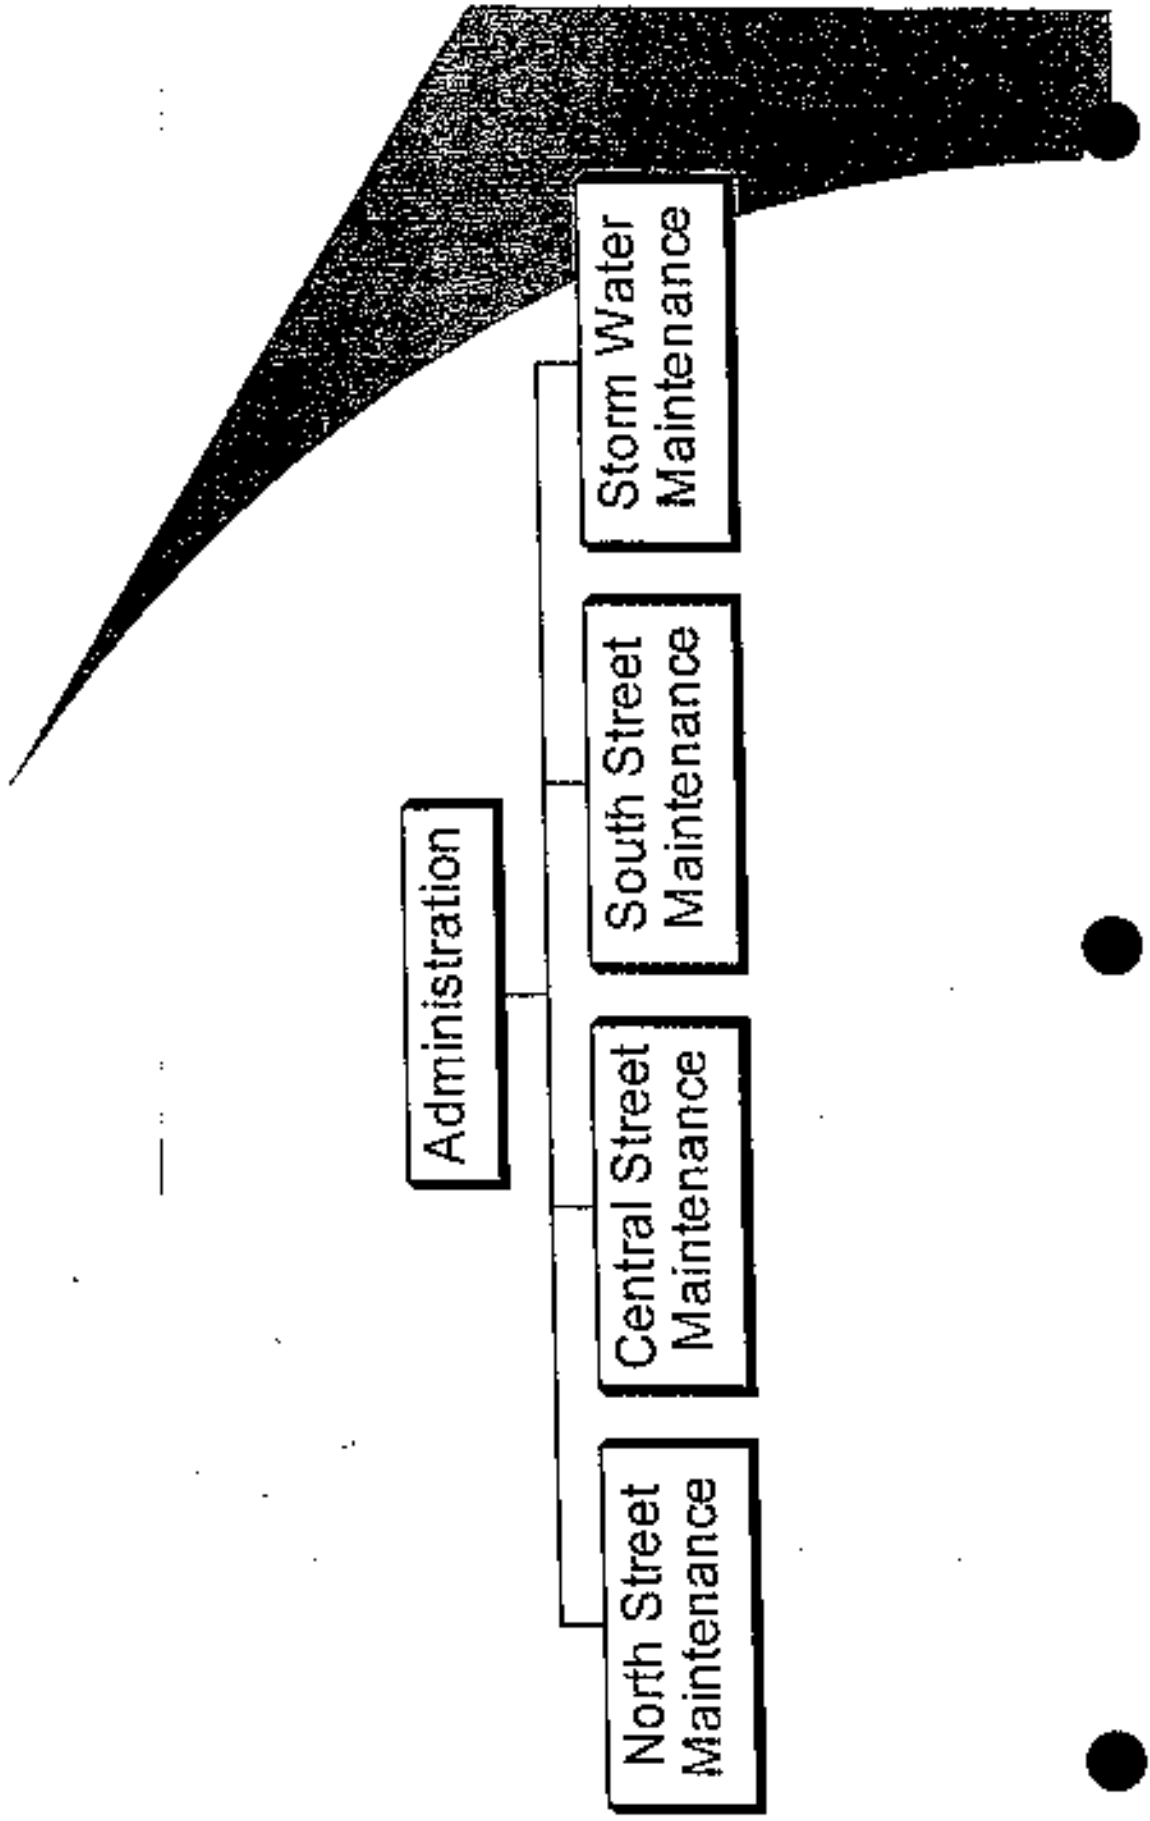 Administration
North Street
Maintenance
Central Street
Maintenance
South Street
Maintenance
Storm Water
Maintenance